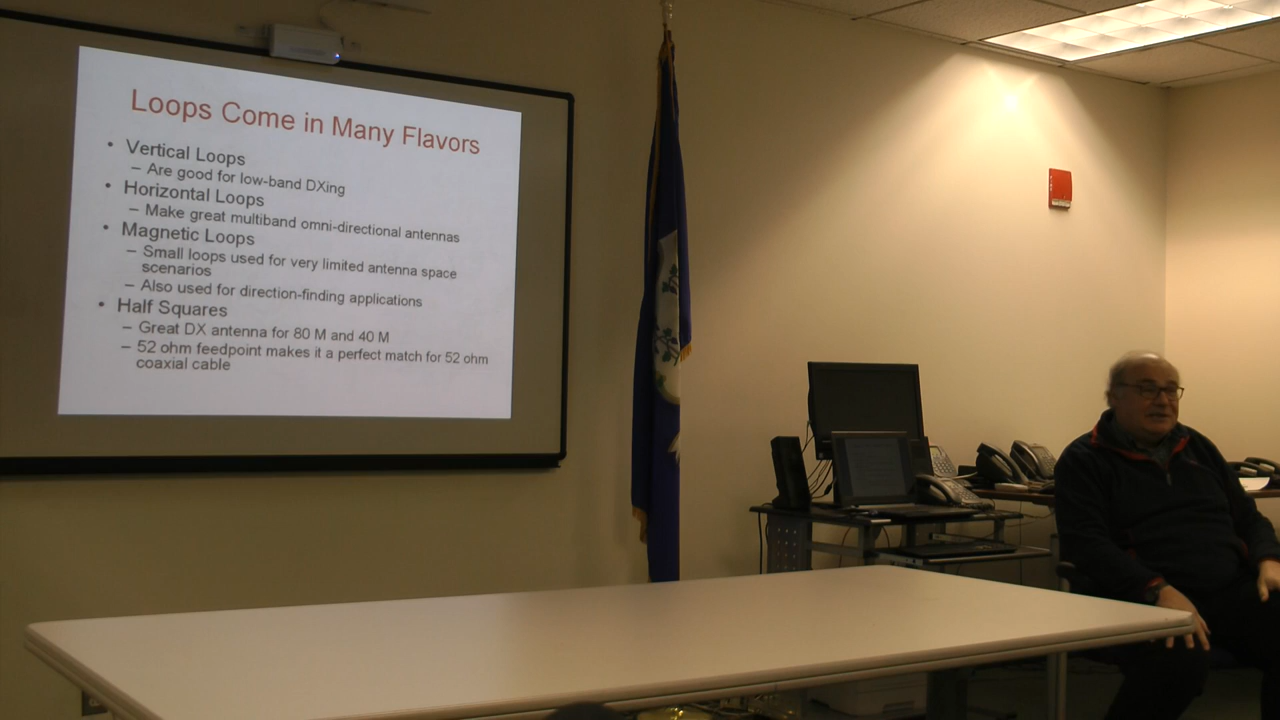 Loops Come in Many Flavors
• Vertical Loops
– Are good for low-band DXing
• Horizontal Loops
– Make great multiband omni-directional antennas
• Magnetic Loops
– Small loops used for very limited antenna space
scenarios
– Also used for direction-finding applications
• Half Squares
– Great DX antenna for 80 M and 40 M
– 52 ohm feedpoint makes it a perfect match for 52 ohm
coaxial cable